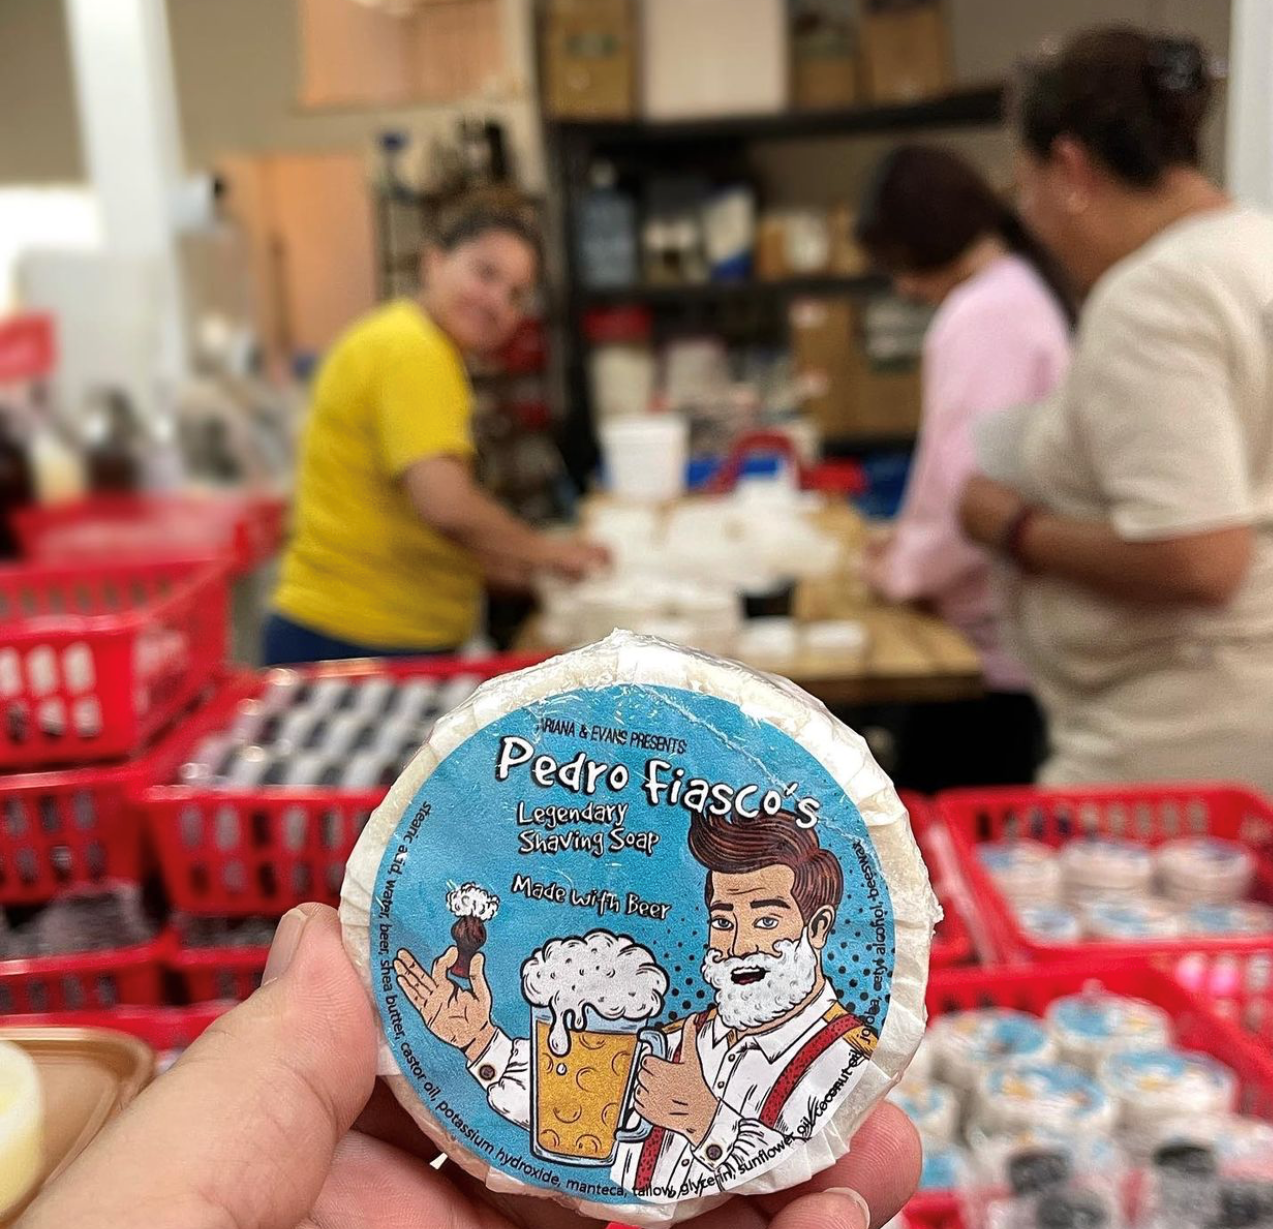 ARIANA & EVANS PRESENTS
Pedro Fiasco's
Legendary
Shaving Soap
Made with Beer
stearic acid, water, beer, shea butter, castor oil, potassium hydroxide, manteca, tallow, glycerin, sunflower oil, coconut oil, jojoba, cetyl alcohol, beeswax